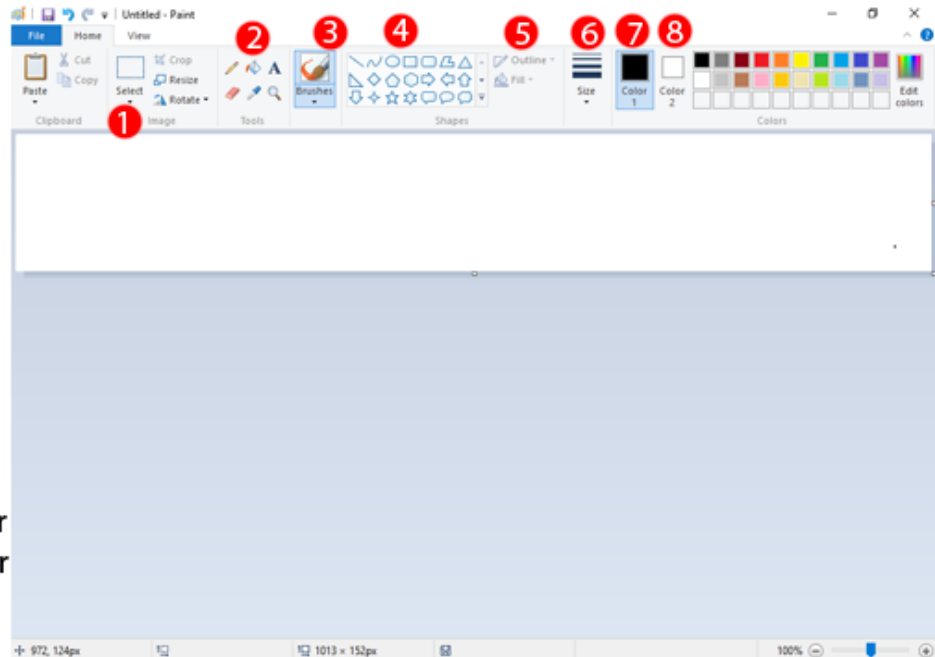 Untitled - Paint
File Home View
2 3 4 5 6 7 8
Cut
Copy
Paste
Crop
Resize
Rotate
Select
A
Brushes
Outline
Fill
Size
Color 1
Color 2
Edit colors
1
Clipboard Image Tools Shapes Colors
r
r
972, 124px 1013 × 152px 100%